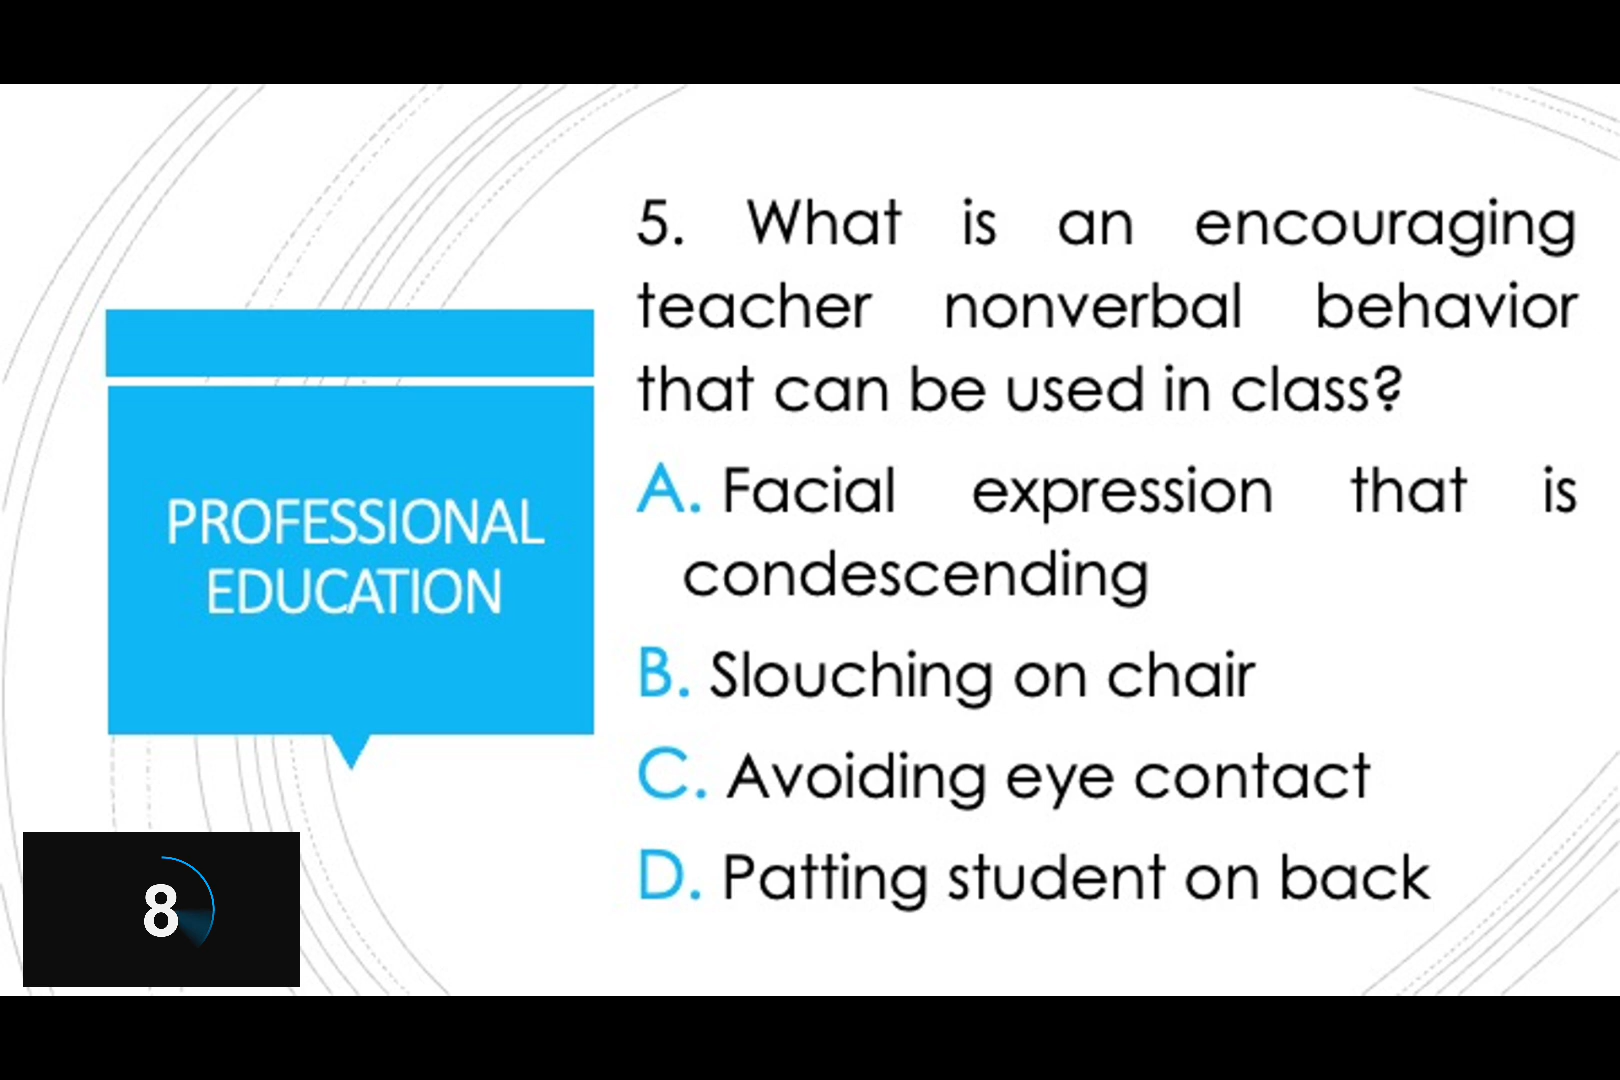 5. What is an encouraging
teacher nonverbal behavior
that can be used in class?
A. Facial expression that is
condescending
B. Slouching on chair
C. Avoiding eye contact
D. Patting student on back
PROFESSIONAL
EDUCATION
8